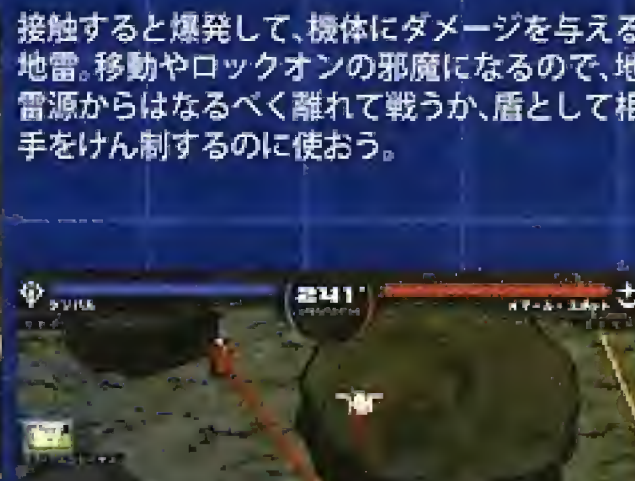 接触すると爆発して、機体にダメージを与える
地雷。移動やロックオンの邪魔になるので、地
雷源からはなるべく離れて戦うか、盾として相
手をけん制するのに使おう。
241